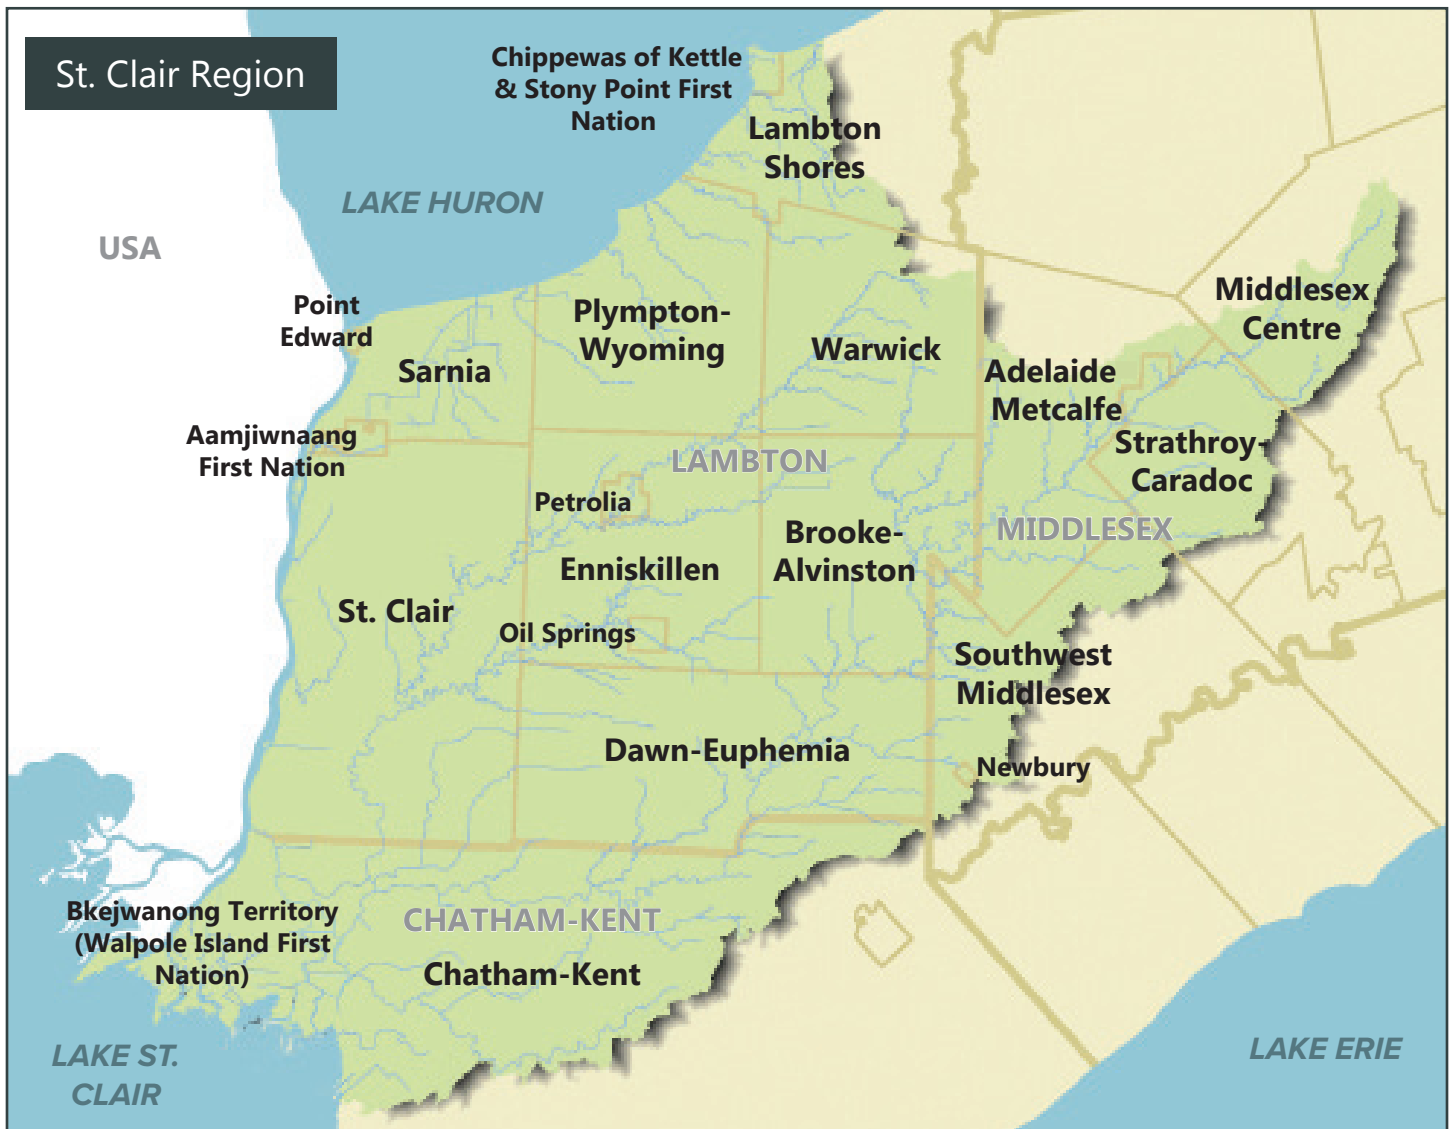 St. Clair Region
Chippewas of Kettle
& Stony Point First
Nation
Lambton
Shores
LAKE HURON
USA
Point
Edward
Plympton-
Wyoming
Middlesex
Centre
Sarnia
Warwick
Adelaide
Metcalfe
Aamjiwnaang
First Nation
Strathroy-
Caradoc
LAMBTON
Petrolia
MIDDLESEX
Brooke-
Alvinston
Enniskillen
St. Clair
Oil Springs
Southwest
Middlesex
Dawn-Euphemia
Newbury
Bkejwanong Territory
(Walpole Island First
Nation)
CHATHAM-KENT
Chatham-Kent
LAKE ST.
CLAIR
LAKE ERIE